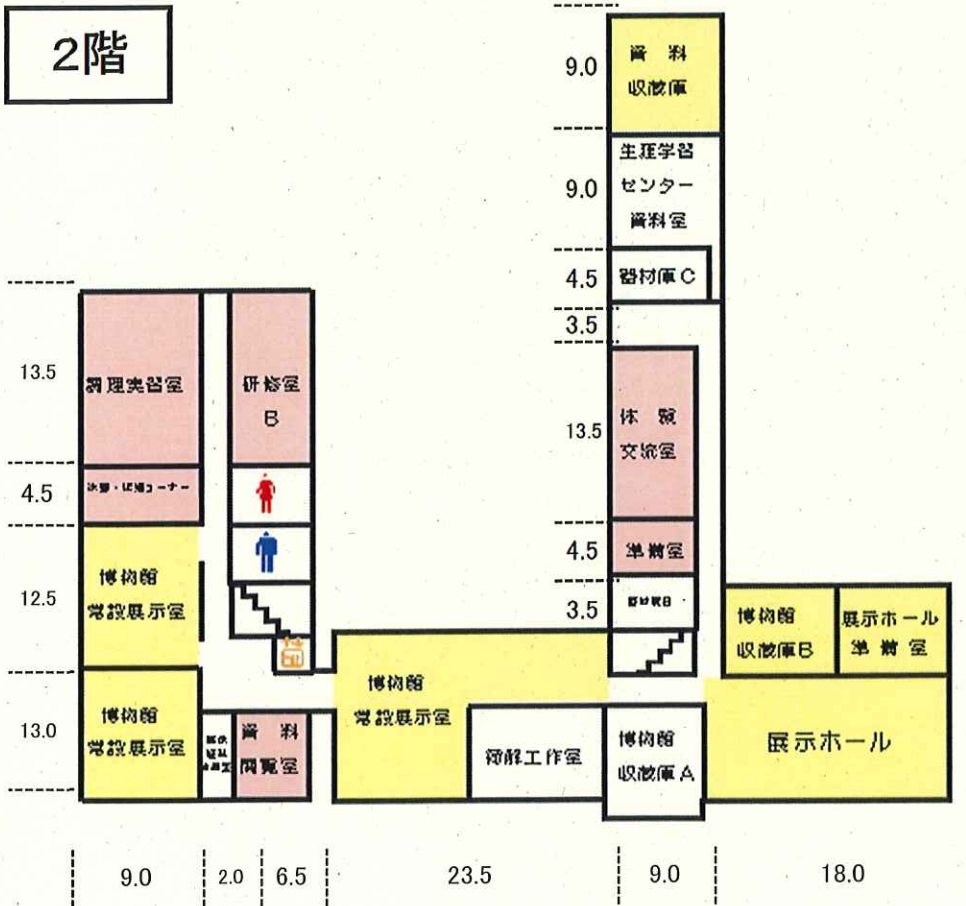 2階
9.0
資 料
収蔵庫
9.0
生涯学習
センター
資料室
4.5
器材庫C
3.5
13.5
調理実習室
研修室
B
13.5
体 験
交流室
4.5
4.5
準備室
12.5
博物館
常設展示室
3.5
博物館
収蔵庫B
展示ホール
準 備 室
13.0
博物館
常設展示室
資 料
閲覧室
博物館
常設展示室
博物館
収蔵庫A
展示ホール
9.0
2.0
6.5
23.5
9.0
18.0